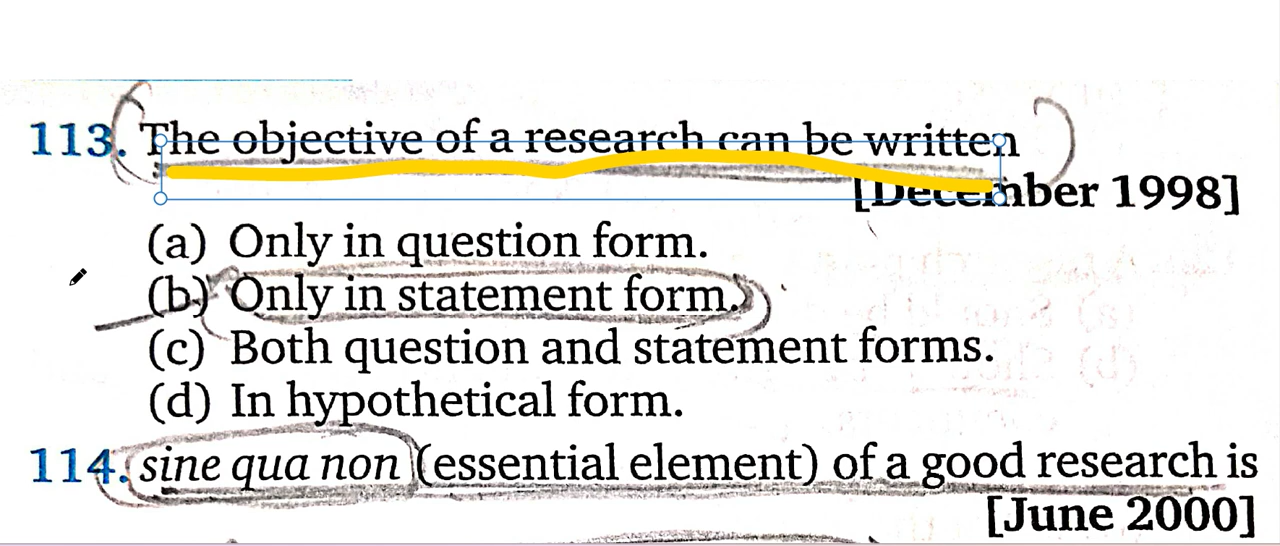 113. The objective of a research can be written
[December 1998]
(a) Only in question form.
(b) Only in statement form.
(c) Both question and statement forms.
(d) In hypothetical form.
114. sine qua non (essential element) of a good research is
[June 2000]